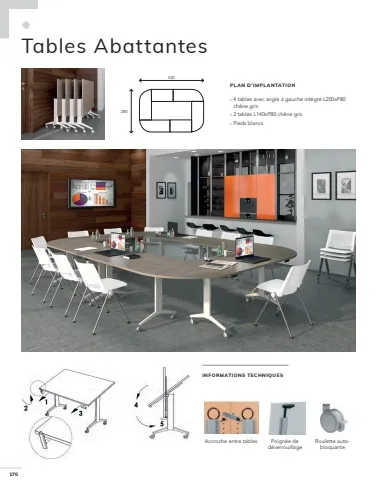 Tables Abattantes
420
280
PLAN D'IMPLANTATION
› 4 tables avec angle à gauche intégré L200xP80
chêne gris
› 2 tables L140xP80 chêne gris
› Pieds blancs
INFORMATIONS TECHNIQUES
1
2
3
4
5
Accroche entre tables
Poignée de
déverrouillage
Roulette auto-
bloquante
170